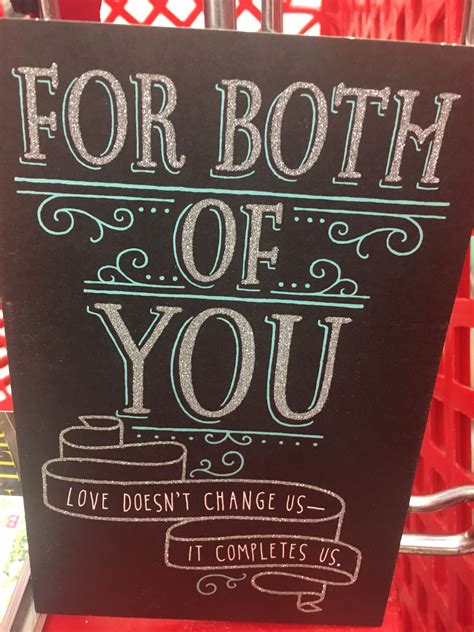 FOR BOTH
OF
YOU
LOVE DOESN'T CHANGE US—
IT COMPLETES US.